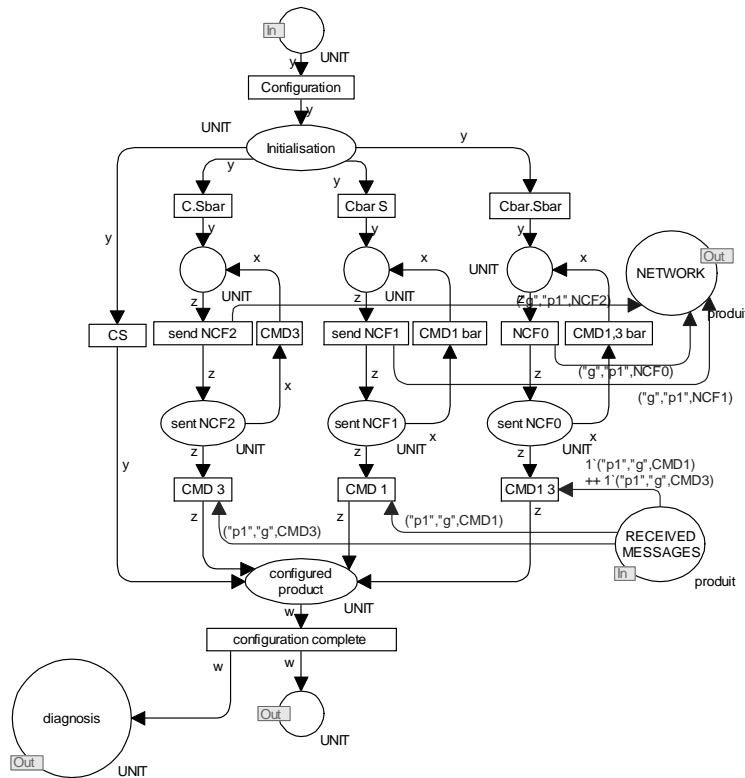 In
UNIT
y
Configuration
y
UNIT
Initialisation
y
y
y
y
C.Sbar
Cbar S
Cbar.Sbar
y
y
y
x
x
x
UNIT
NETWORK
Out
z
UNIT
z
UNIT
z
("g","p1",NCF2)
produit
CS
send NCF2
CMD3
send NCF1
CMD1 bar
NCF0
CMD1,3 bar
z
x
z
z
("g","p1",NCF0)
("g","p1",NCF1)
sent NCF2
sent NCF1
sent NCF0
y
z
UNIT
z
x
UNIT
z
x
UNIT
1`("p1","g",CMD1)
++ 1`("p1","g",CMD3)
CMD 3
CMD 1
CMD1 3
z
("p1","g",CMD3)
z
("p1","g",CMD1)
z
RECEIVED
MESSAGES
In
produit
configured
product
UNIT
w
configuration complete
w
w
diagnosis
Out
UNIT
Out
UNIT